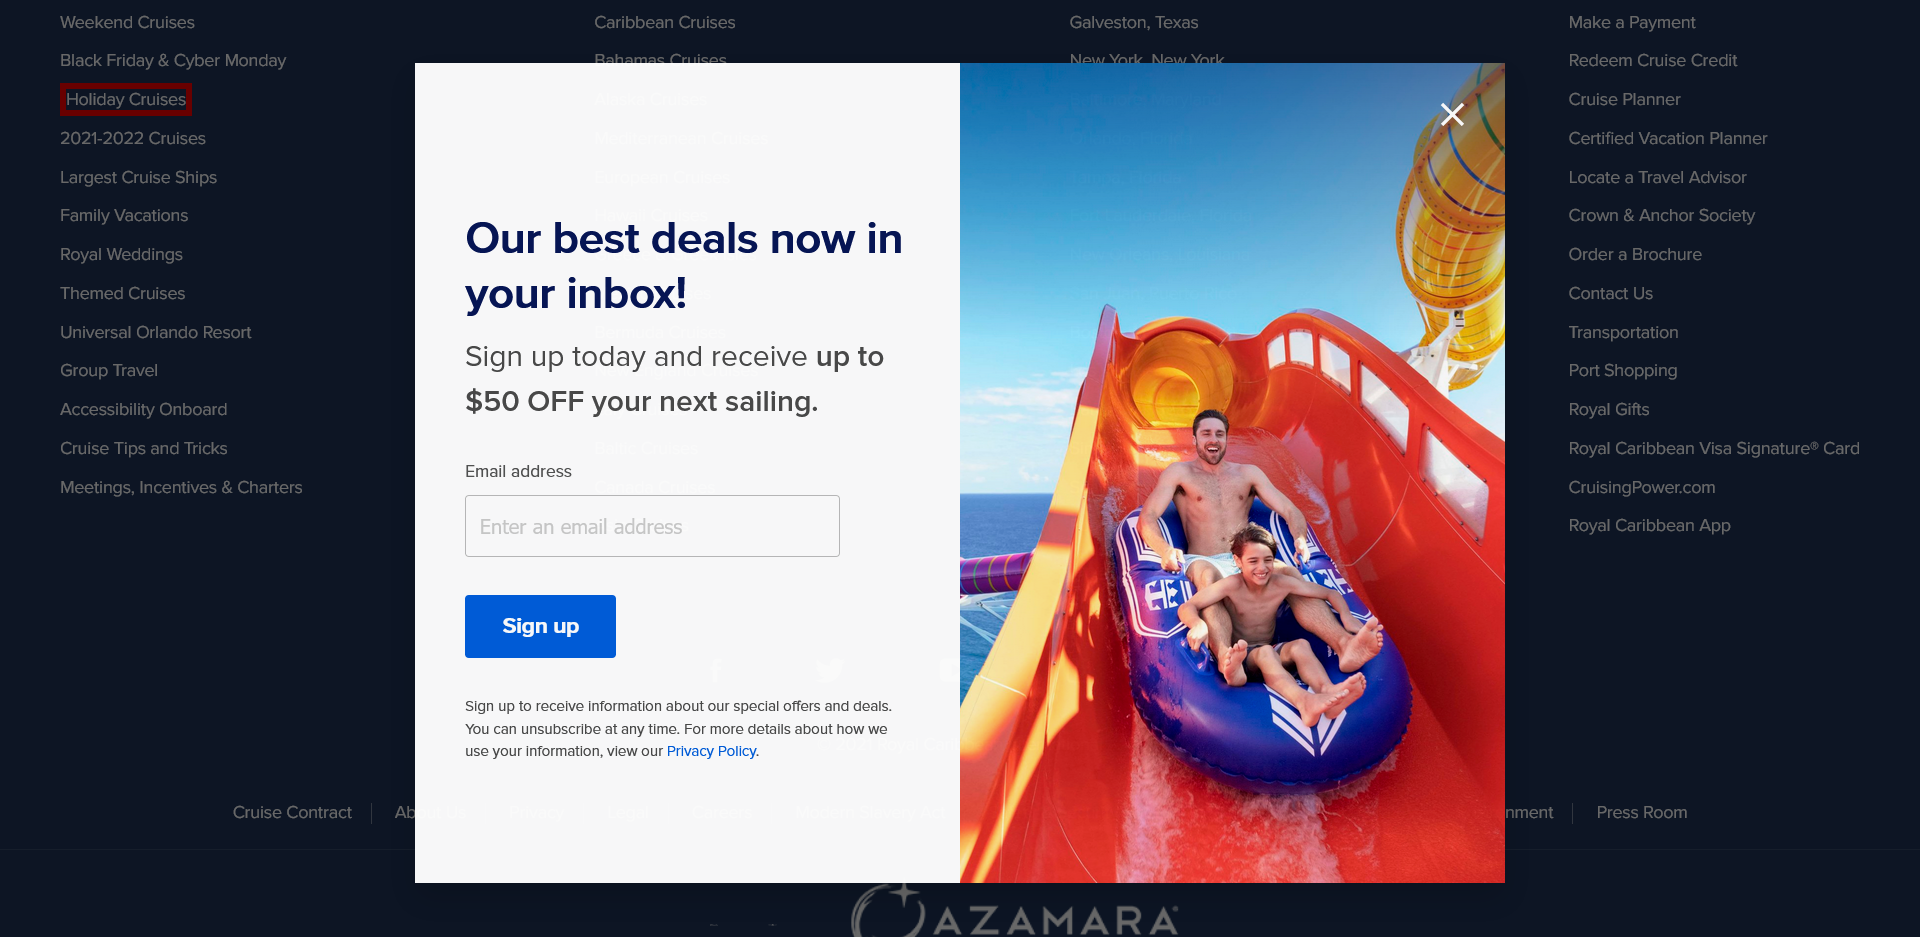 Weekend Cruises
Black Friday & Cyber Monday
Holiday Cruises
2021-2022 Cruises
Largest Cruise Ships
Family Vacations
Royal Weddings
Themed Cruises
Universal Orlando Resort
Group Travel
Accessibility Onboard
Cruise Tips and Tricks
Meetings, Incentives & Charters
Caribbean Cruises
Bahamas Cruises
Galveston, Texas
New York, New York
Make a Payment
Redeem Cruise Credit
Cruise Planner
Certified Vacation Planner
Locate a Travel Advisor
Crown & Anchor Society
Order a Brochure
Contact Us
Transportation
Port Shopping
Royal Gifts
Royal Caribbean Visa Signature® Card
CruisingPower.com
Royal Caribbean App
Our best deals now in
your inbox!
Sign up today and receive up to
$50 OFF your next sailing.
Email address
Enter an email address
Sign up
Sign up to receive information about our special offers and deals.
You can unsubscribe at any time. For more details about how we
use your information, view our Privacy Policy.
Cruise Contract
Press Room
AZAMARA®